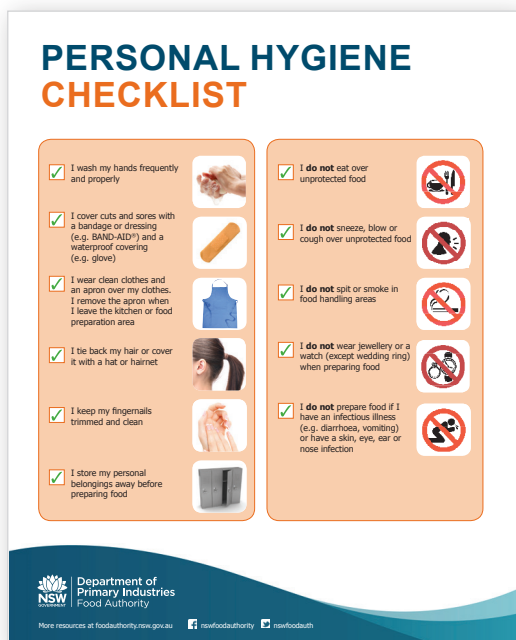 PERSONAL HYGIENE
CHECKLIST
I wash my hands frequently
and properly
I cover cuts and sores with
a bandage or dressing
(e.g. BAND-AID®) and a
waterproof covering
(e.g. glove)
I wear clean clothes and
an apron over my clothes.
I remove the apron when
I leave the kitchen or food
preparation area
I tie back my hair or cover
it with a hat or hairnet
I keep my fingernails
trimmed and clean
I store my personal
belongings away before
preparing food
I do not eat over
unprotected food
I do not sneeze, blow or
cough over unprotected food
I do not spit or smoke in
food handling areas
I do not wear jewellery or a
watch (except wedding ring)
when preparing food
I do not prepare food if I
have an infectious illness
(e.g. diarrhoea, vomiting)
or have a skin, eye, ear or
nose infection
NSW
GOVERNMENT
Department of
Primary Industries
Food Authority
More resources at foodauthority.nsw.gov.au
nswfoodauthority
nswfoodauth